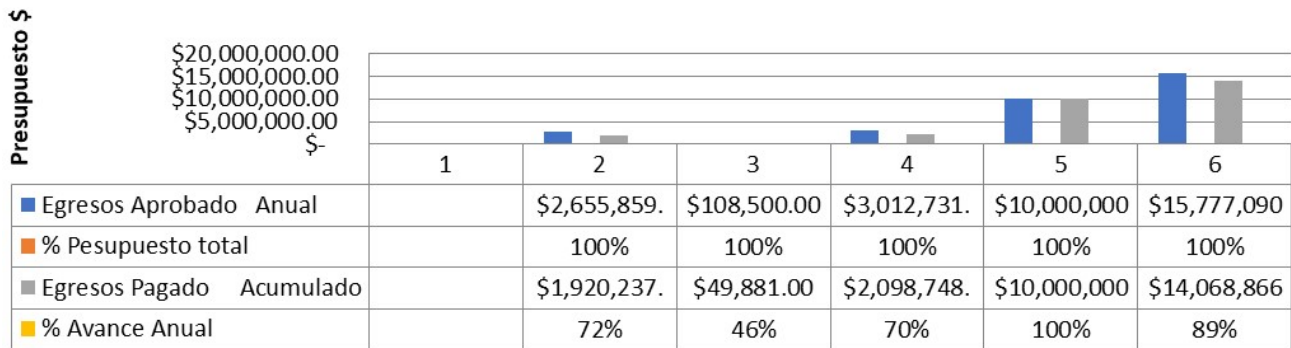 Presupuesto $
$20,000,000.00
$15,000,000.00
$10,000,000.00
$5,000,000.00
$-
1 2 3 4 5 6
Egresos Aprobado Anual $2,655,859. $108,500.00 $3,012,731. $10,000,000 $15,777,090
% Pesupuesto total 100% 100% 100% 100% 100%
Egresos Pagado Acumulado $1,920,237. $49,881.00 $2,098,748. $10,000,000 $14,068,866
% Avance Anual 72% 46% 70% 100% 89%